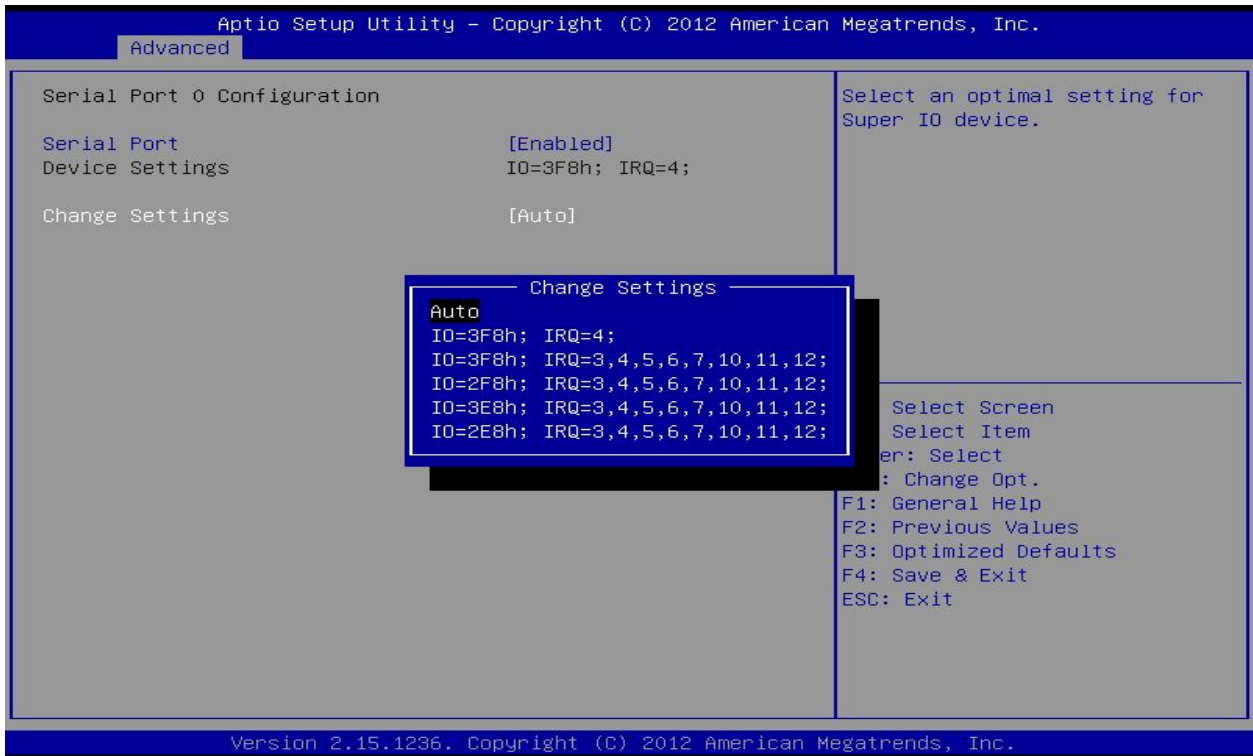 Aptio Setup Utility – Copyright (C) 2012 American Megatrends, Inc.
Advanced
Serial Port 0 Configuration
Serial Port [Enabled]
Device Settings IO=3F8h; IRQ=4;
Change Settings [Auto]
Select an optimal setting for
Super IO device.
Change Settings
Auto
IO=3F8h; IRQ=4;
IO=3F8h; IRQ=3,4,5,6,7,10,11,12;
IO=2F8h; IRQ=3,4,5,6,7,10,11,12;
IO=3E8h; IRQ=3,4,5,6,7,10,11,12;
IO=2E8h; IRQ=3,4,5,6,7,10,11,12;
Select Screen
Select Item
er: Select
: Change Opt.
F1: General Help
F2: Previous Values
F3: Optimized Defaults
F4: Save & Exit
ESC: Exit
Version 2.15.1236. Copyright (C) 2012 American Megatrends, Inc.